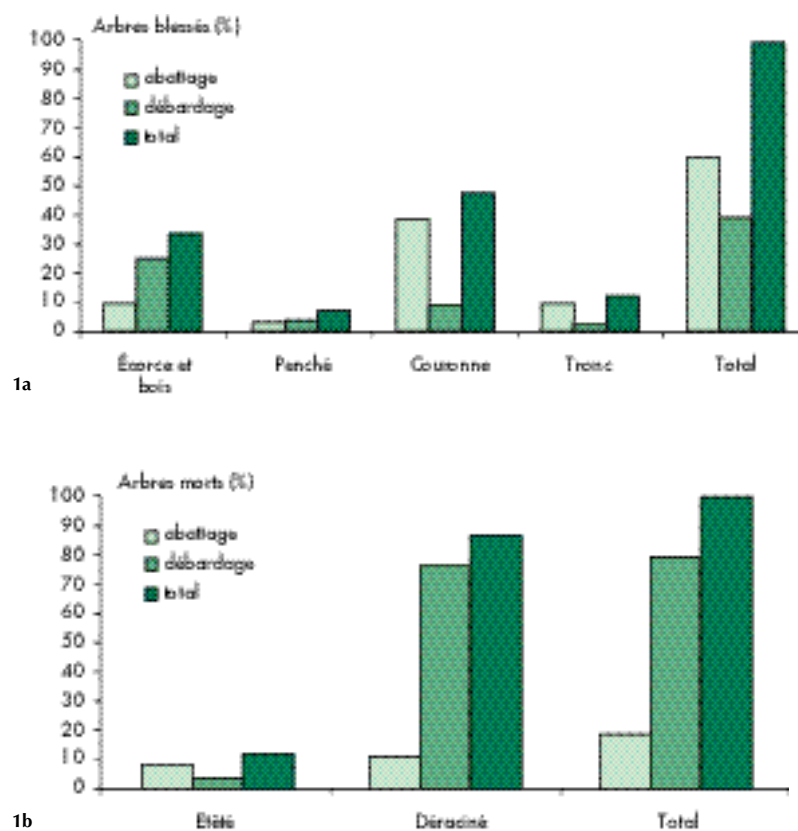 Arbres blessés (%)
100
90
80
70
60
50
40
30
20
10
0
abattage
débardage
total
Écorce et
bois
Penché
Couronne
Tronc
Total
1a
Arbres morts (%)
100
90
80
70
60
50
40
30
20
10
0
abattage
débardage
total
Etêté
Déraciné
Total
1b